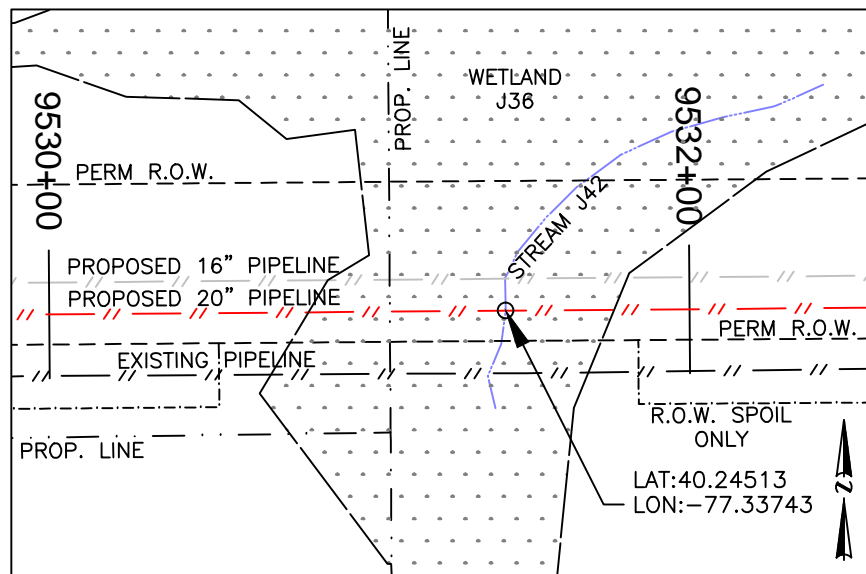 PROP. LINE
WETLAND
J36
9530+00
9532+00
PERM R.O.W.
STREAM J42
PROPOSED 16" PIPELINE
PROPOSED 20" PIPELINE
PERM R.O.W.
EXISTING PIPELINE
R.O.W. SPOIL
ONLY
PROP. LINE
LAT:40.24513
LON:-77.33743
N